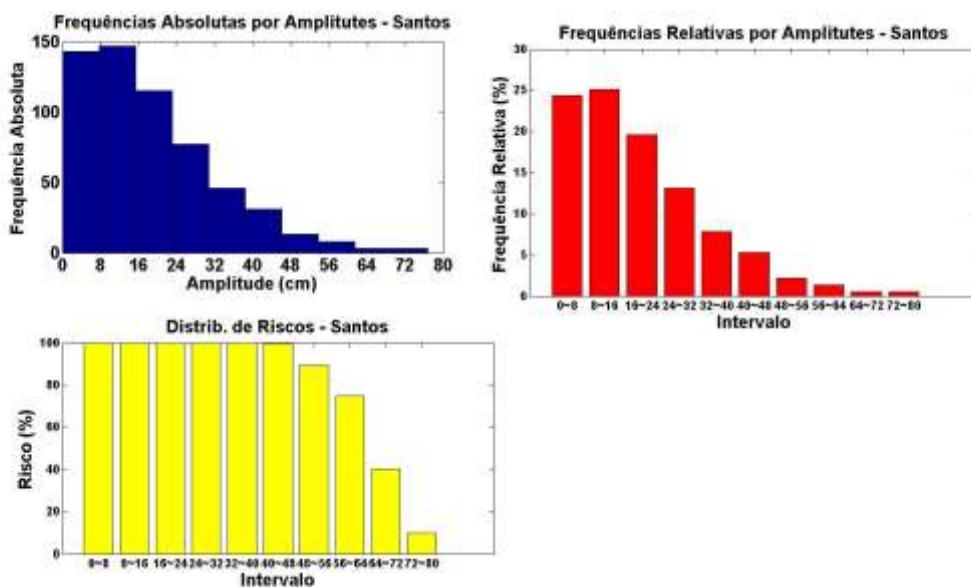 Frequências Absolutas por Amplitutes - Santos
150
100
50
0
Frequência Absoluta
0 8 16 24 32 40 48 56 64 72 80
Amplitude (cm)
Frequências Relativas por Amplitutes - Santos
30
25
20
15
10
5
0
Frequência Relativa (%)
0~8 8~16 16~24 24~32 32~40 40~48 48~56 56~64 64~72 72~80
Intervalo
Distrib. de Riscos - Santos
100
80
60
40
20
0
Risco (%)
0~8 8~16 16~24 24~32 32~40 40~48 48~56 56~64 64~72 72~80
Intervalo